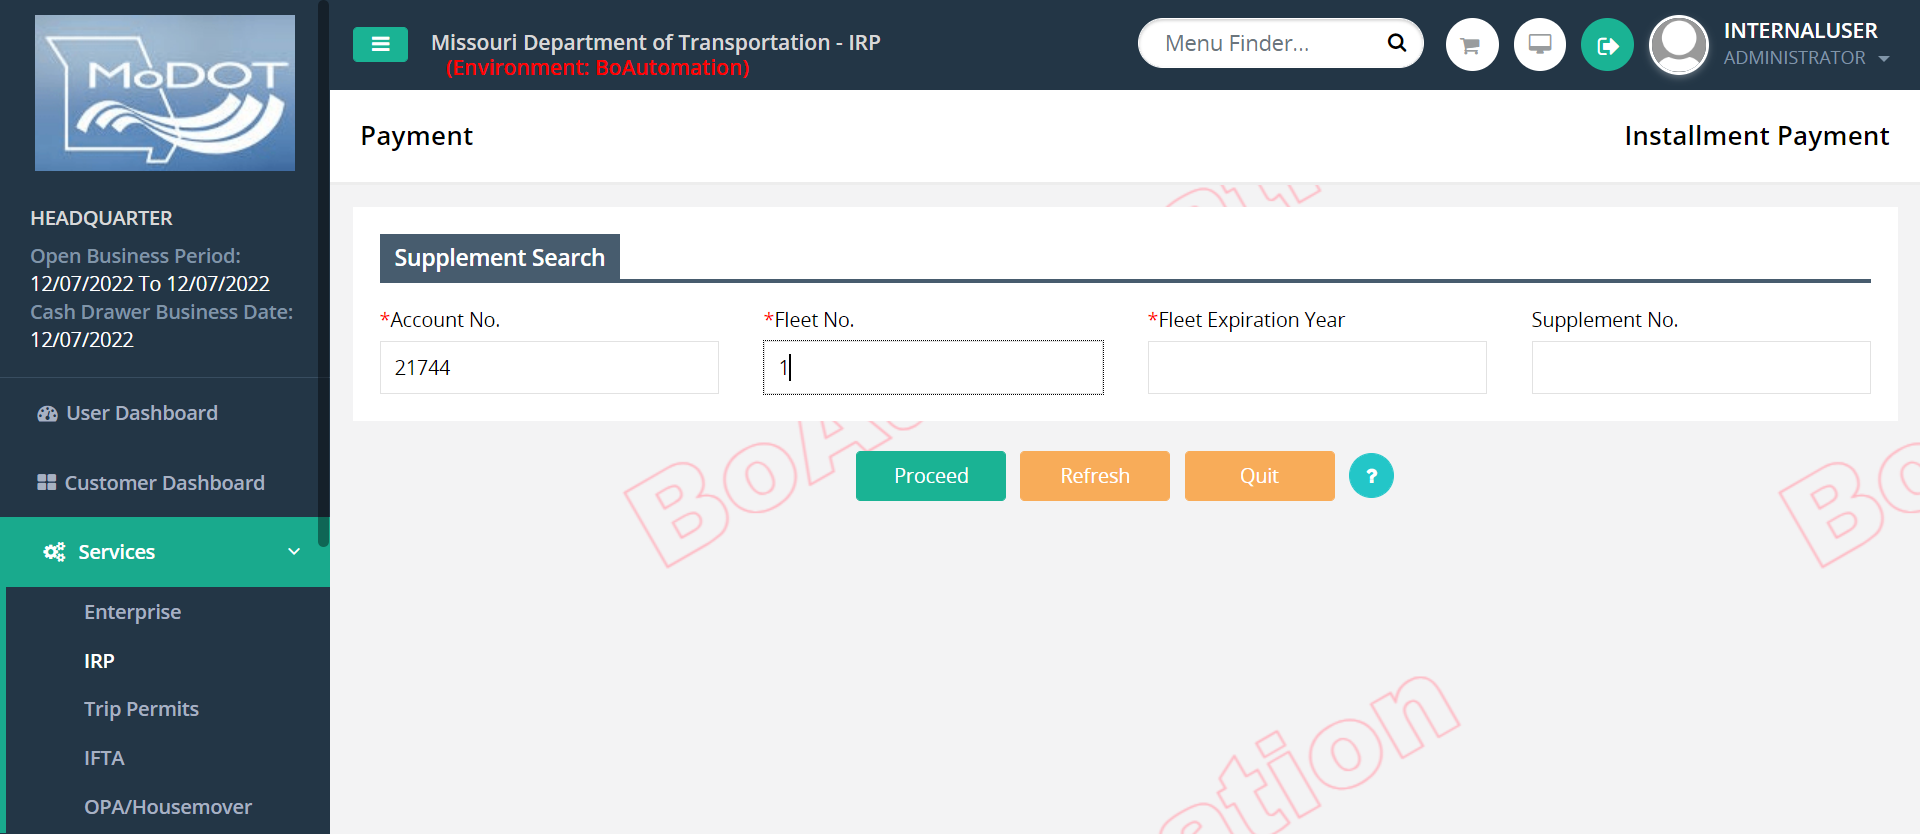 MoDOT
HEADQUARTER
Open Business Period:
12/07/2022 To 12/07/2022
Cash Drawer Business Date:
12/07/2022
User Dashboard
Customer Dashboard
Services
Enterprise
IRP
Trip Permits
IFTA
OPA/Housemover
Missouri Department of Transportation - IRP
(Environment: BoAutomation)
Menu Finder...
INTERNALUSER
ADMINISTRATOR
Payment
Installment Payment
Supplement Search
*Account No.
21744
*Fleet No.
1
*Fleet Expiration Year
Supplement No.
Proceed
Refresh
Quit
?
BoAu
Bo
ation